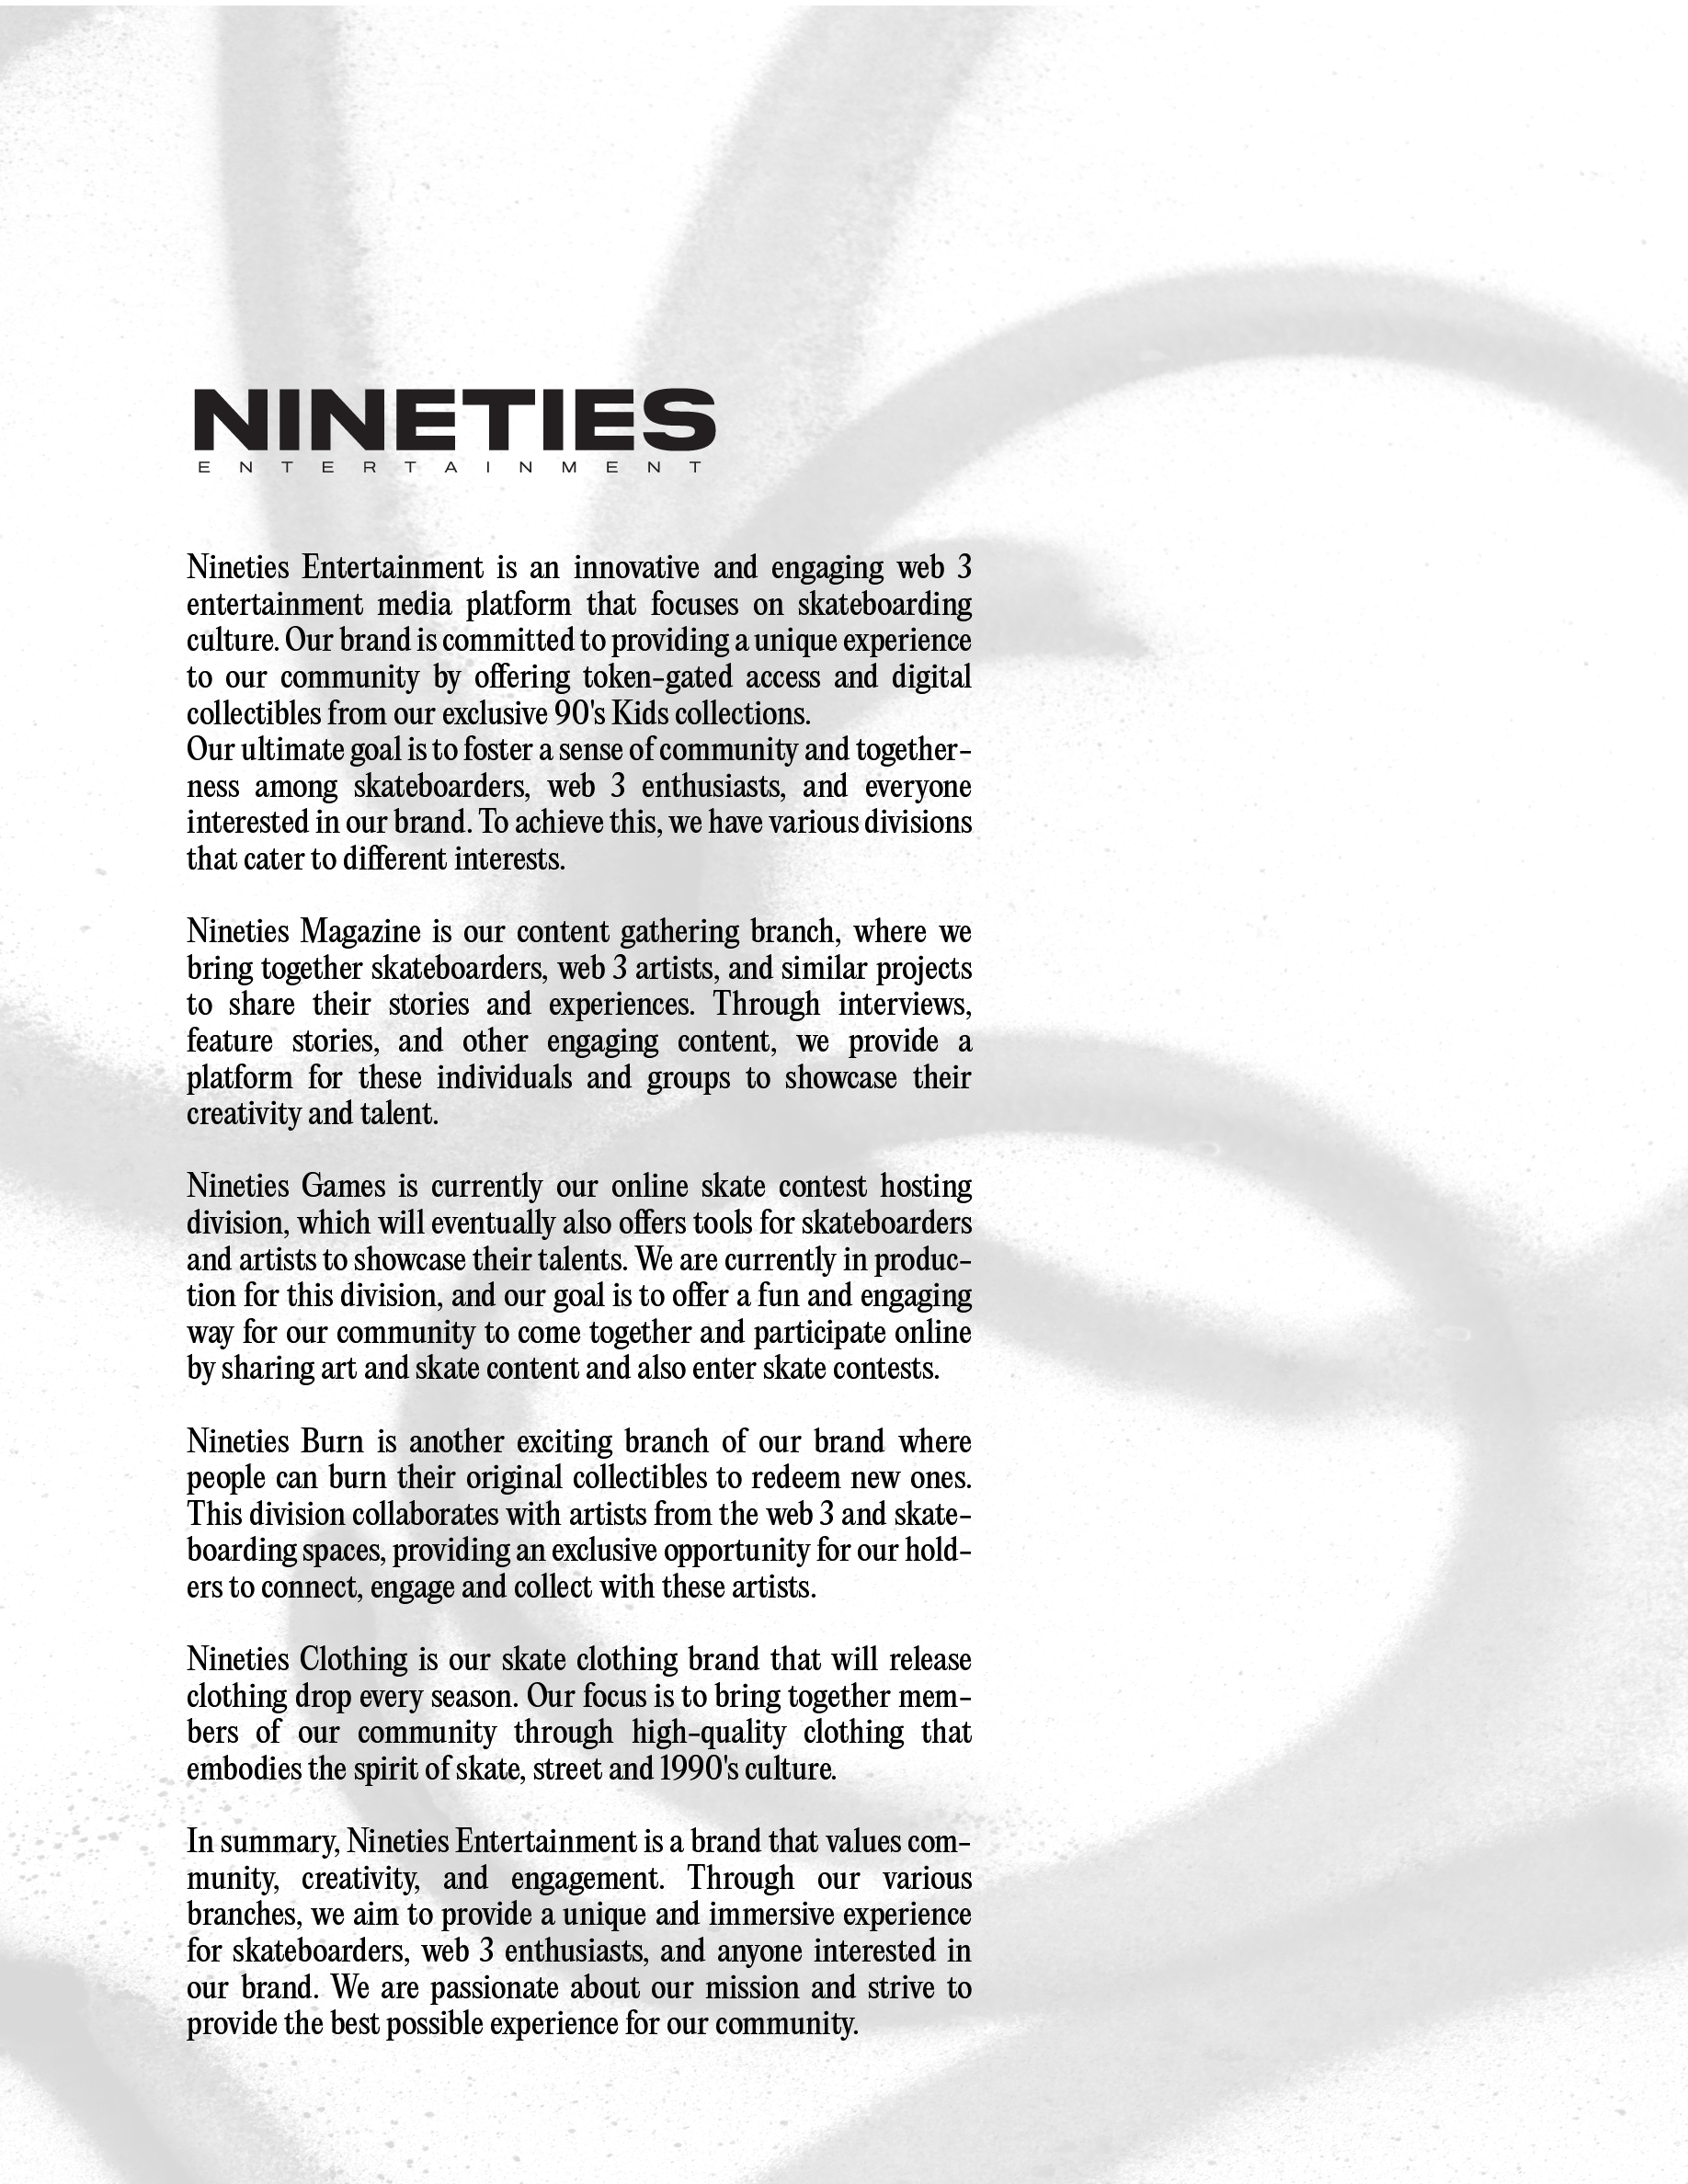 NINETIES
ENTERTAINMENT
Nineties Entertainment is an innovative and engaging web 3
entertainment media platform that focuses on skateboarding
culture. Our brand is committed to providing a unique experience
to our community by offering token-gated access and digital
collectibles from our exclusive 90's Kids collections.
Our ultimate goal is to foster a sense of community and together-
ness among skateboarders, web 3 enthusiasts, and everyone
interested in our brand. To achieve this, we have various divisions
that cater to different interests.
Nineties Magazine is our content gathering branch, where we
bring together skateboarders, web 3 artists, and similar projects
to share their stories and experiences. Through interviews,
feature stories, and other engaging content, we provide a
platform for these individuals and groups to showcase their
creativity and talent.
Nineties Games is currently our online skate contest hosting
division, which will eventually also offers tools for skateboarders
and artists to showcase their talents. We are currently in produc-
tion for this division, and our goal is to offer a fun and engaging
way for our community to come together and participate online
by sharing art and skate content and also enter skate contests.
Nineties Burn is another exciting branch of our brand where
people can burn their original collectibles to redeem new ones.
This division collaborates with artists from the web 3 and skate-
boarding spaces, providing an exclusive opportunity for our hold-
ers to connect, engage and collect with these artists.
Nineties Clothing is our skate clothing brand that will release
clothing drop every season. Our focus is to bring together mem-
bers of our community through high-quality clothing that
embodies the spirit of skate, street and 1990's culture.
In summary, Nineties Entertainment is a brand that values com-
munity, creativity, and engagement. Through our various
branches, we aim to provide a unique and immersive experience
for skateboarders, web 3 enthusiasts, and anyone interested in
our brand. We are passionate about our mission and strive to
provide the best possible experience for our community.